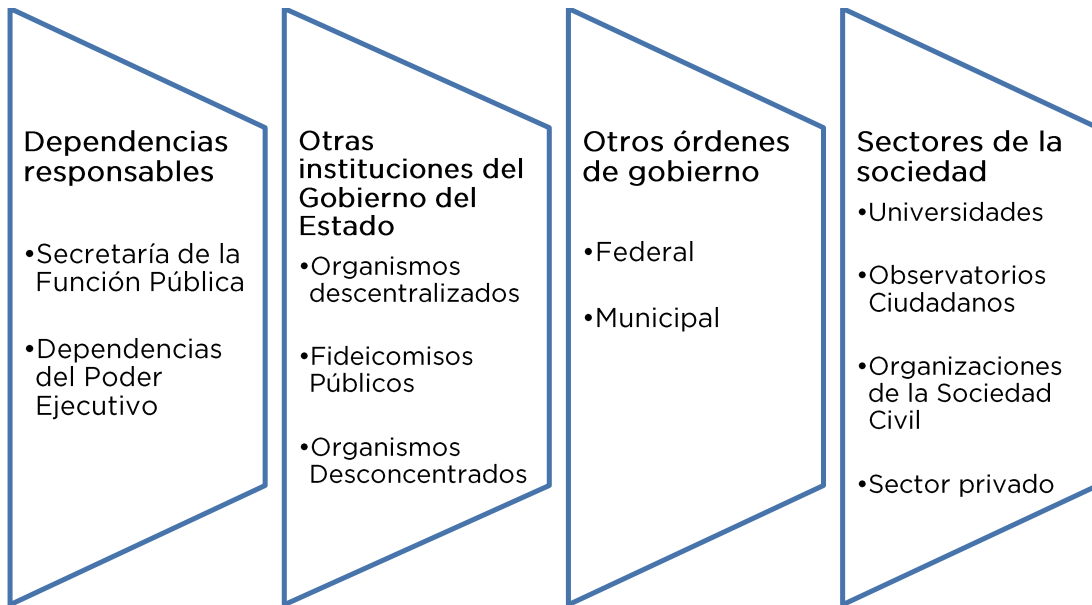 Dependencias
responsables
•Secretaría de la
Función Pública
•Dependencias
del Poder
Ejecutivo
Otras
instituciones del
Gobierno del
Estado
•Organismos
descentralizados
•Fideicomisos
Públicos
•Organismos
Desconcentrados
Otros órdenes
de gobierno
•Federal
•Municipal
Sectores de la
sociedad
•Universidades
•Observatorios
Ciudadanos
•Organizaciones
de la Sociedad
Civil
•Sector privado